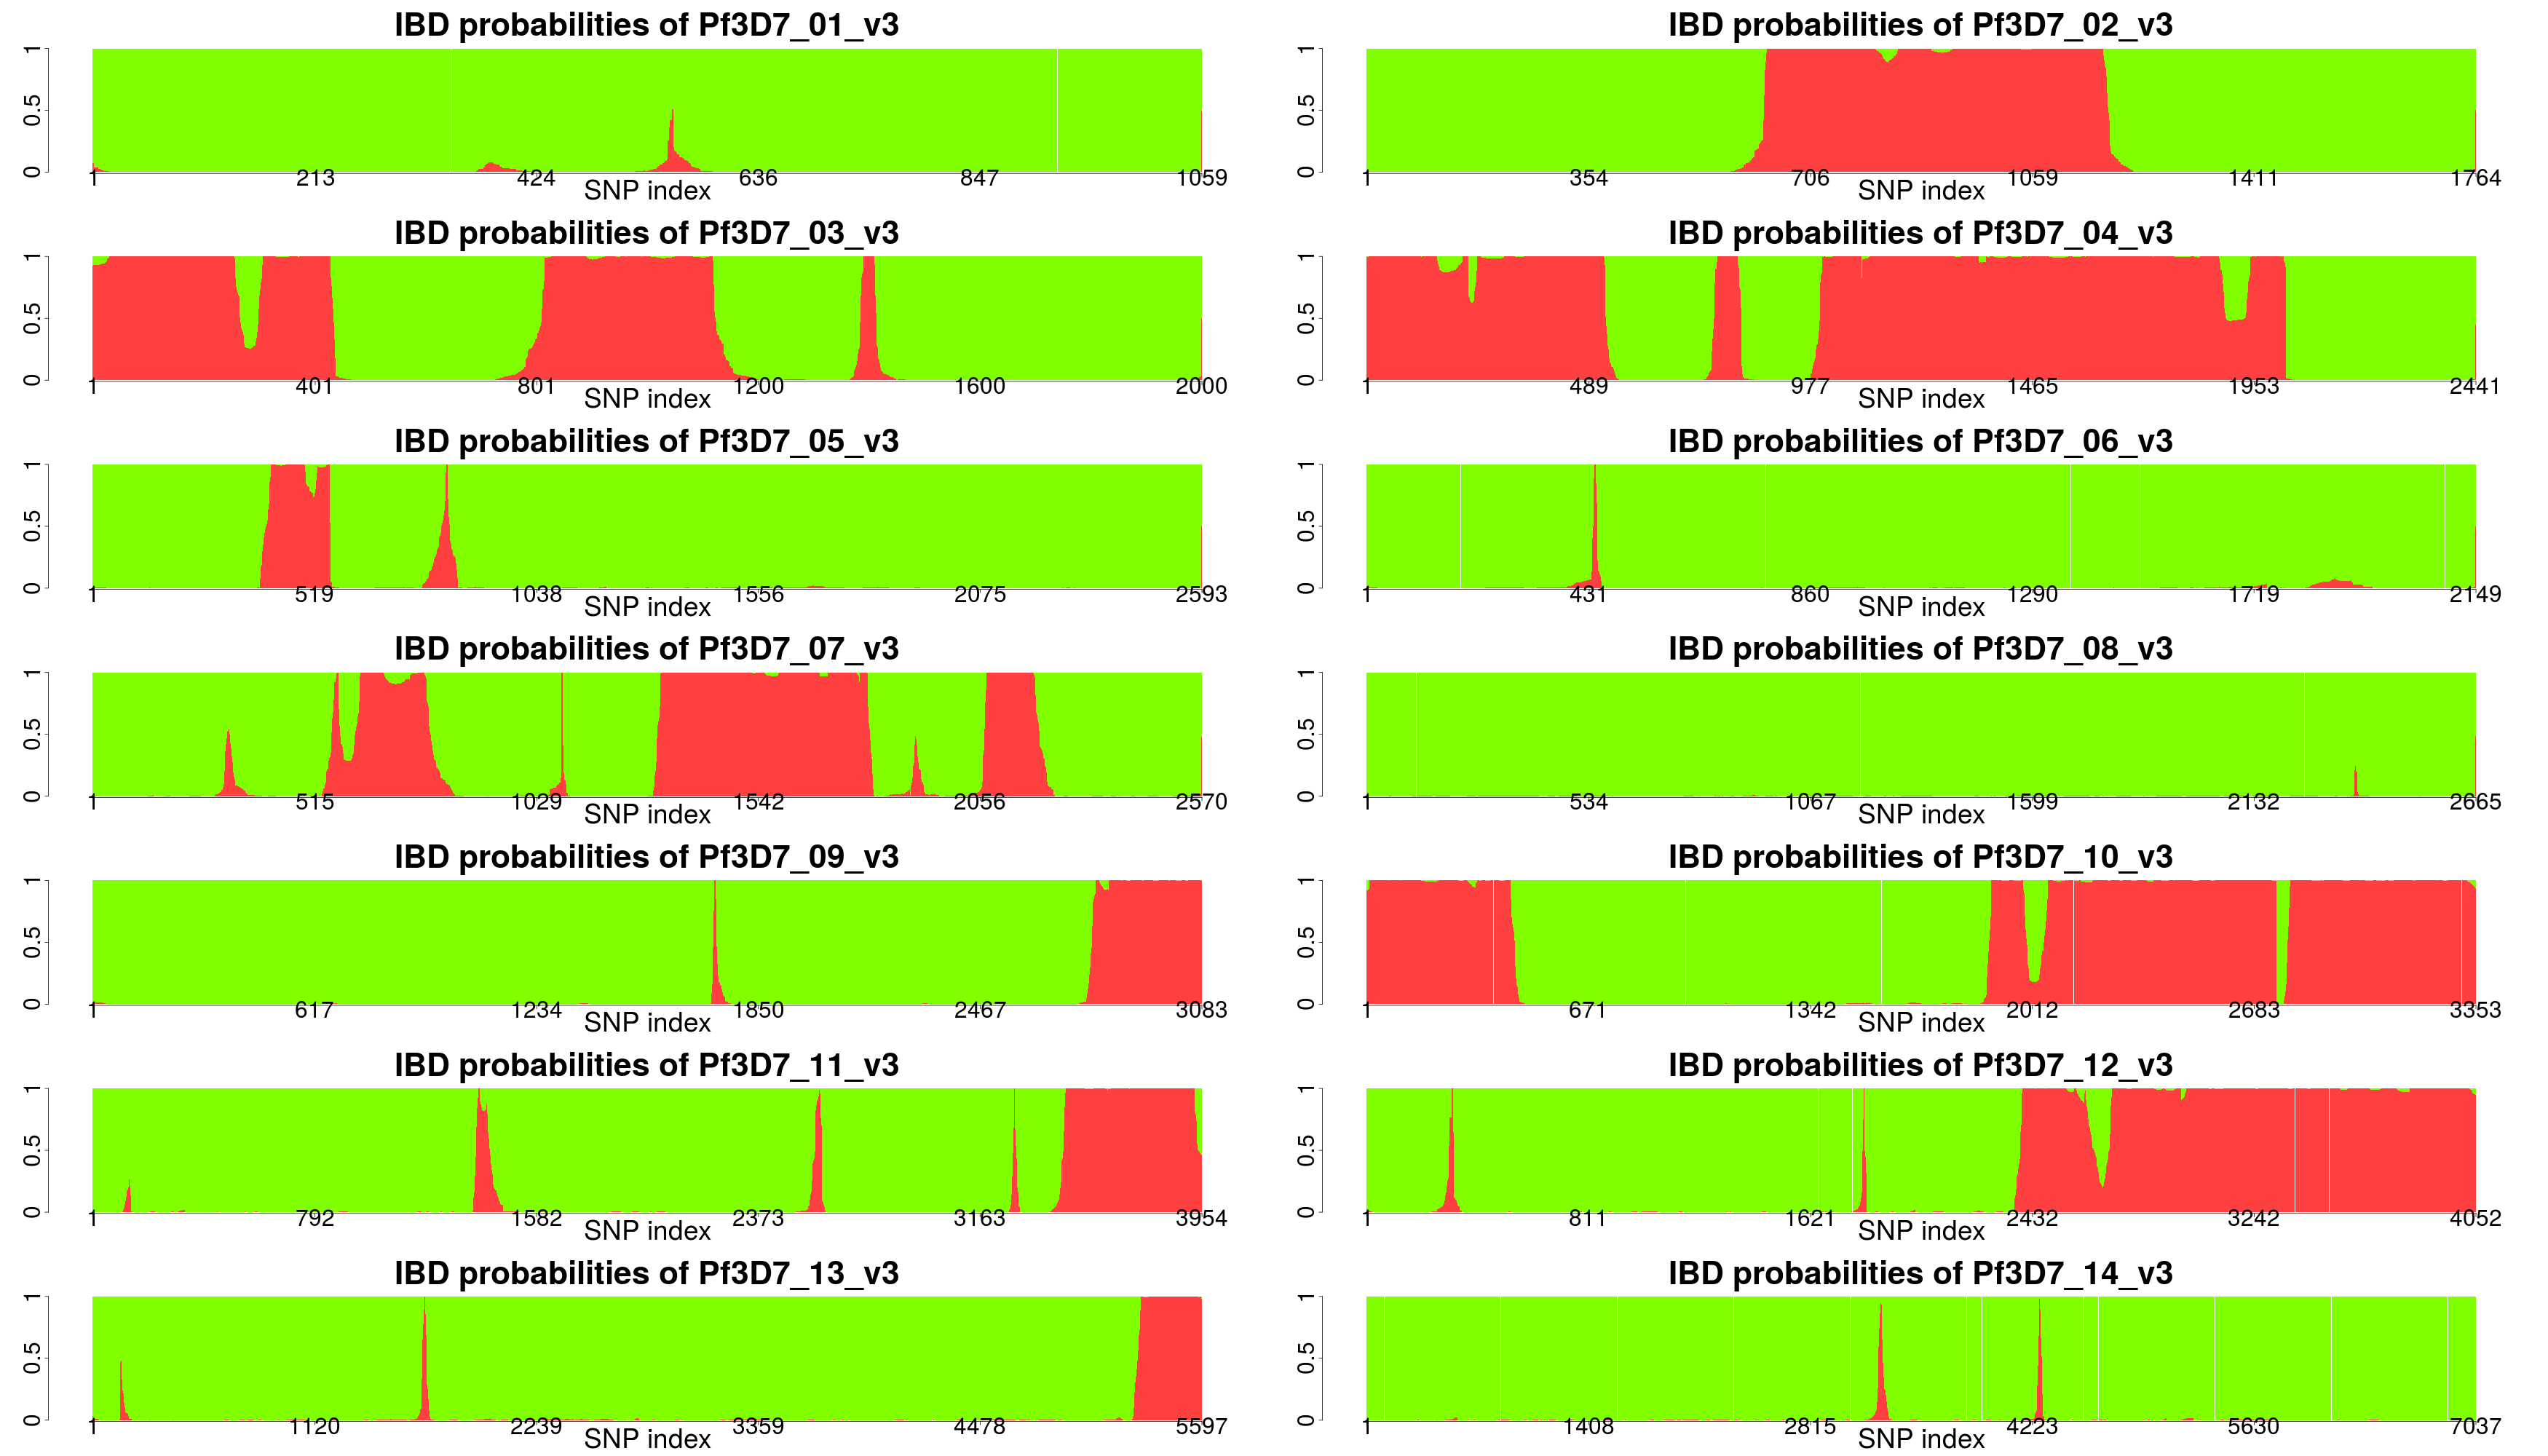 IBD probabilities of Pf3D7_01_v3
0 0.5 1
1 213 424 636 847 1059
SNP index
IBD probabilities of Pf3D7_02_v3
0 0.5 1
1 354 706 1059 1411 1764
SNP index
IBD probabilities of Pf3D7_03_v3
0 0.5 1
1 401 801 1200 1600 2000
SNP index
IBD probabilities of Pf3D7_04_v3
0 0.5 1
1 489 977 1465 1953 2441
SNP index
IBD probabilities of Pf3D7_05_v3
0 0.5 1
1 519 1038 1556 2075 2593
SNP index
IBD probabilities of Pf3D7_06_v3
0 0.5 1
1 431 860 1290 1719 2149
SNP index
IBD probabilities of Pf3D7_07_v3
0 0.5 1
1 515 1029 1542 2056 2570
SNP index
IBD probabilities of Pf3D7_08_v3
0 0.5 1
1 534 1067 1599 2132 2665
SNP index
IBD probabilities of Pf3D7_09_v3
0 0.5 1
1 617 1234 1850 2467 3083
SNP index
IBD probabilities of Pf3D7_10_v3
0 0.5 1
1 671 1342 2012 2683 3353
SNP index
IBD probabilities of Pf3D7_11_v3
0 0.5 1
1 792 1582 2373 3163 3954
SNP index
IBD probabilities of Pf3D7_12_v3
0 0.5 1
1 811 1621 2432 3242 4052
SNP index
IBD probabilities of Pf3D7_13_v3
0 0.5 1
1 1120 2239 3359 4478 5597
SNP index
IBD probabilities of Pf3D7_14_v3
0 0.5 1
1 1408 2815 4223 5630 7037
SNP index